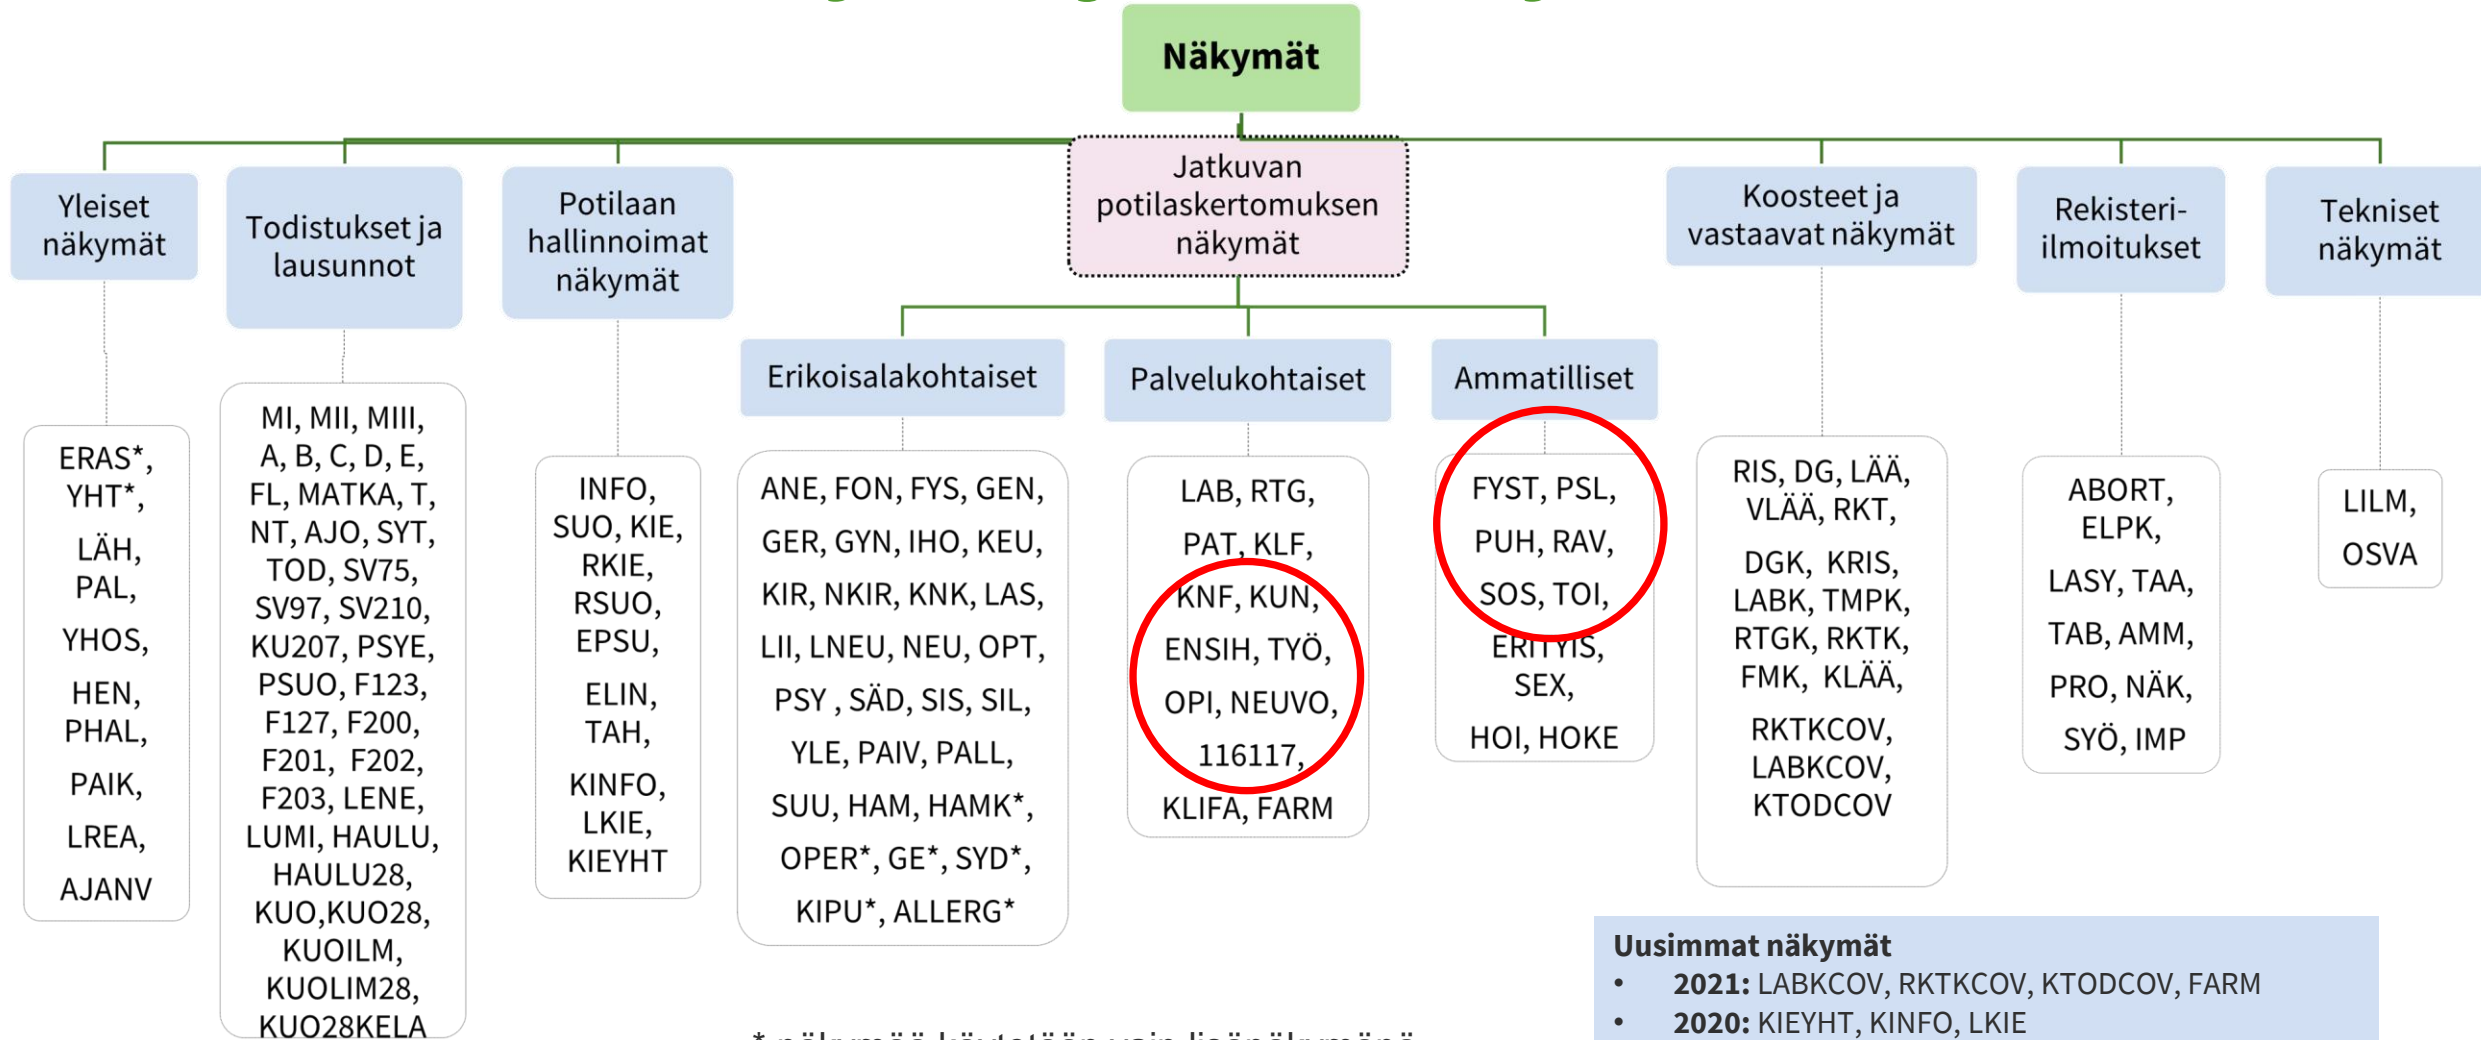 Näkymät
Yleiset
näkymät
Todistukset ja
lausunnot
Potilaan
hallinnoimat
näkymät
Jatkuvan
potilaskertomuksen
näkymät
Koosteet ja
vastaavat näkymät
Rekisteri-
ilmoitukset
Tekniset
näkymät
Erikoisalakohtaiset
Palvelukohtaiset
Ammatilliset
ERAS*,
YHT*,
LÄH,
PAL,
YHOS,
HEN,
PHAL,
PAIK,
LREA,
AJANV
MI, MII, MIII,
A, B, C, D, E,
FL, MATKA, T,
NT, AJO, SYT,
TOD, SV75,
SV97, SV210,
KU207, PSYE,
PSUO, F123,
F127, F200,
F201, F202,
F203, LENE,
LUMI, HAULU,
HAULU28,
KUO,KUO28,
KUOILM,
KUOLIM28,
KUO28KELA
INFO,
SUO, KIE,
RKIE,
RSUO,
EPSU,
ELIN,
TAH,
KINFO,
LKIE,
KIEYHT
ANE, FON, FYS, GEN,
GER, GYN, IHO, KEU,
KIR, NKIR, KNK, LAS,
LII, LNEU, NEU, OPT,
PSY , SÄD, SIS, SIL,
YLE, PAIV, PALL,
SUU, HAM, HAMK*,
OPER*, GE*, SYD*,
KIPU*, ALLERG*
LAB, RTG,
PAT, KLF,
KNF, KUN,
ENSIH, TYÖ,
OPI, NEUVO,
116117,
KLIFA, FARM
FYST, PSL,
PUH, RAV,
SOS, TOI,
ERITYIS,
SEX,
HOI, HOKE
RIS, DG, LÄÄ,
VLÄÄ, RKT,
DGK, KRIS,
LABK, TMPK,
RTGK, RKTK,
FMK, KLÄÄ,
RKTKCOV,
LABKCOV,
KTODCOV
ABORT,
ELPK,
LASY, TAA,
TAB, AMM,
PRO, NÄK,
SYÖ, IMP
LILM,
OSVA
* näkymää käytetään vain lisänäkymänä
Uusimmat näkymät
• 2021: LABKCOV, RKTKCOV, KTODCOV, FARM
• 2020: KIEYHT, KINFO, LKIE